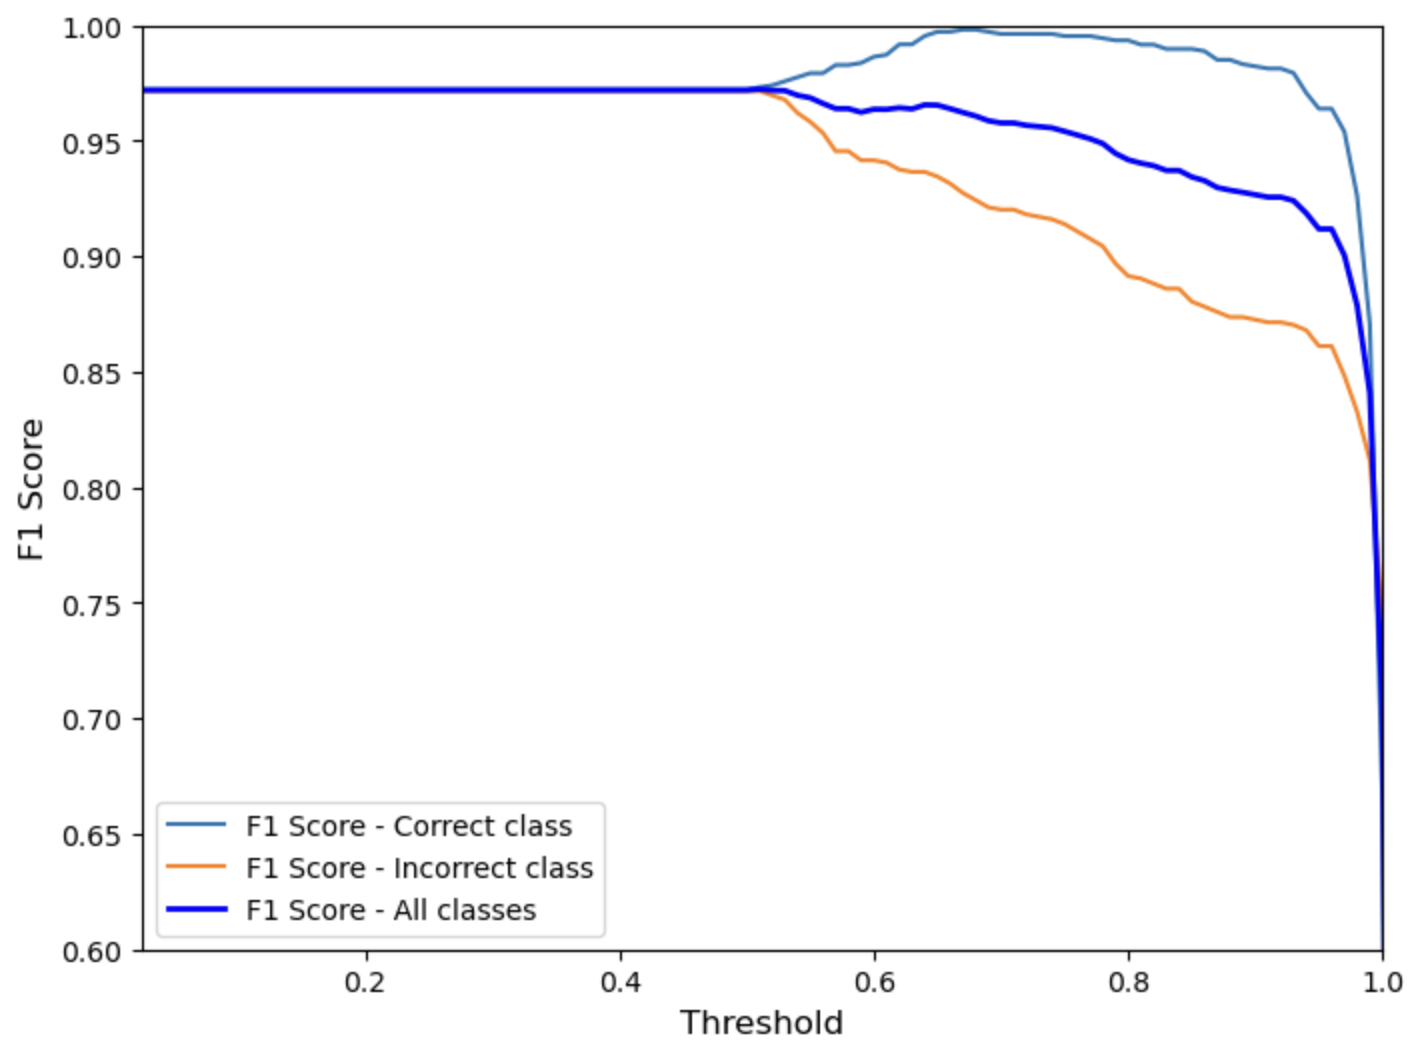 1.00
0.95
0.90
0.85
0.80
0.75
0.70
0.65
0.60
F1 Score
F1 Score - Correct class
F1 Score - Incorrect class
F1 Score - All classes
0.2 0.4 0.6 0.8 1.0
Threshold